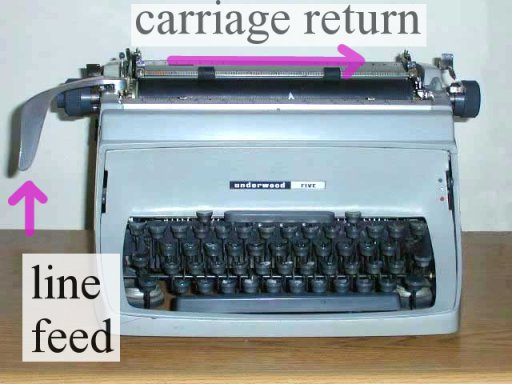 carriage return
underwood FIVE
line
feed